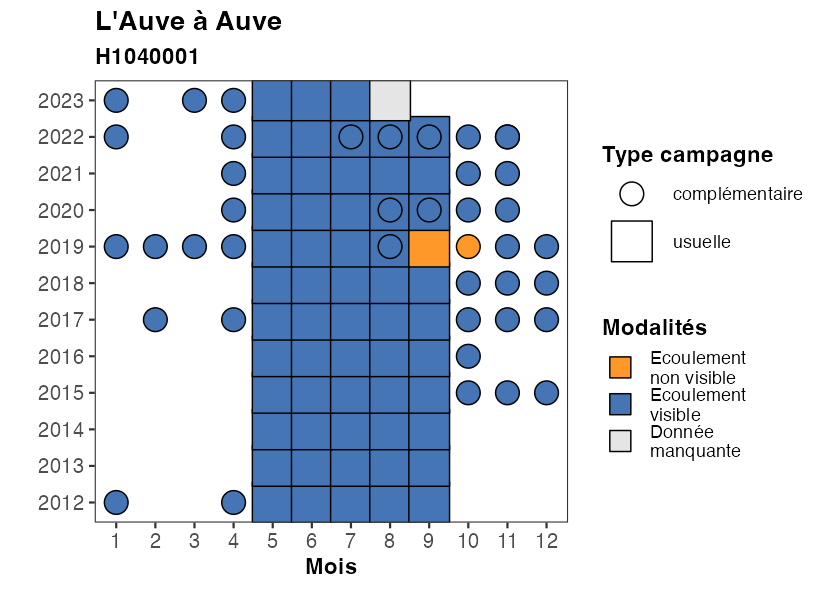 L'Auve à Auve
H1040001
2023
2022
2021
2020
2019
2018
2017
2016
2015
2014
2013
2012
1 2 3 4 5 6 7 8 9 10 11 12
Mois
Type campagne
complémentaire
usuelle
Modalités
Ecoulement
non visible
Ecoulement
visible
Donnée
manquante